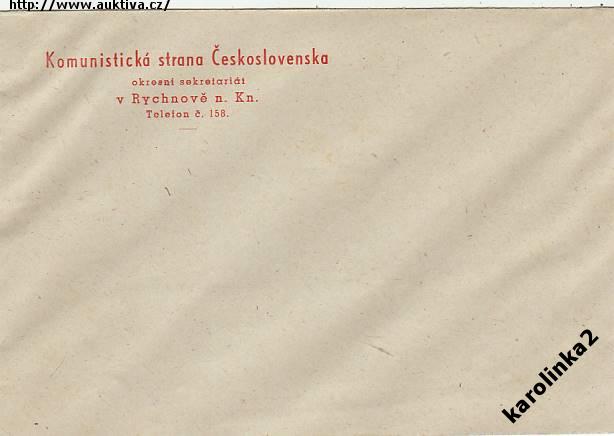 http://www.auktiva.cz/
Komunistická strana Československa
okresní sekretariát
v Rychnově n. Kn.
Telefon č. 158.
karolinka2